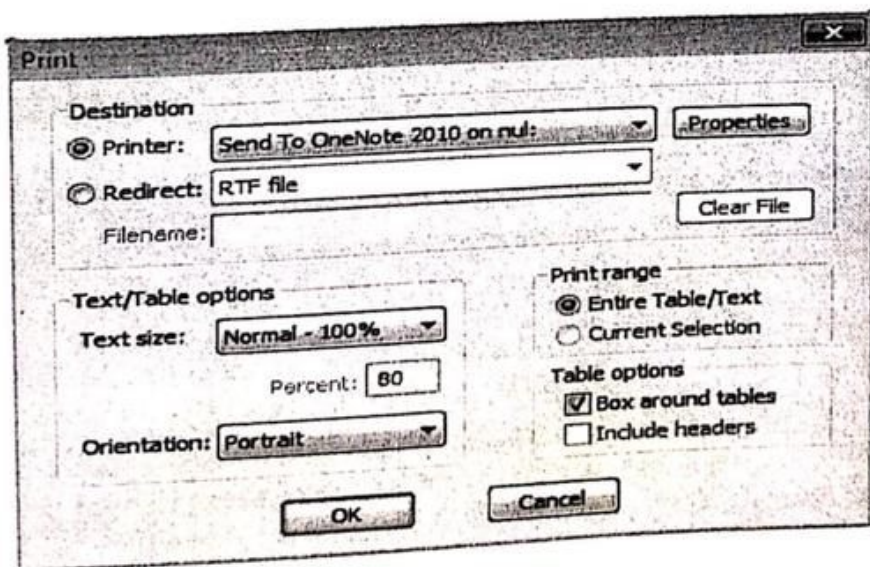 Print
Destination
Printer: Send To OneNote 2010 on nul: Properties
Redirect: RTF file
Filename: Clear File
Text/Table options
Text size: Normal - 100%
Percent: 80
Orientation: Portrait
Print range
Entire Table/Text
Current Selection
Table options
Box around tables
Include headers
OK Cancel